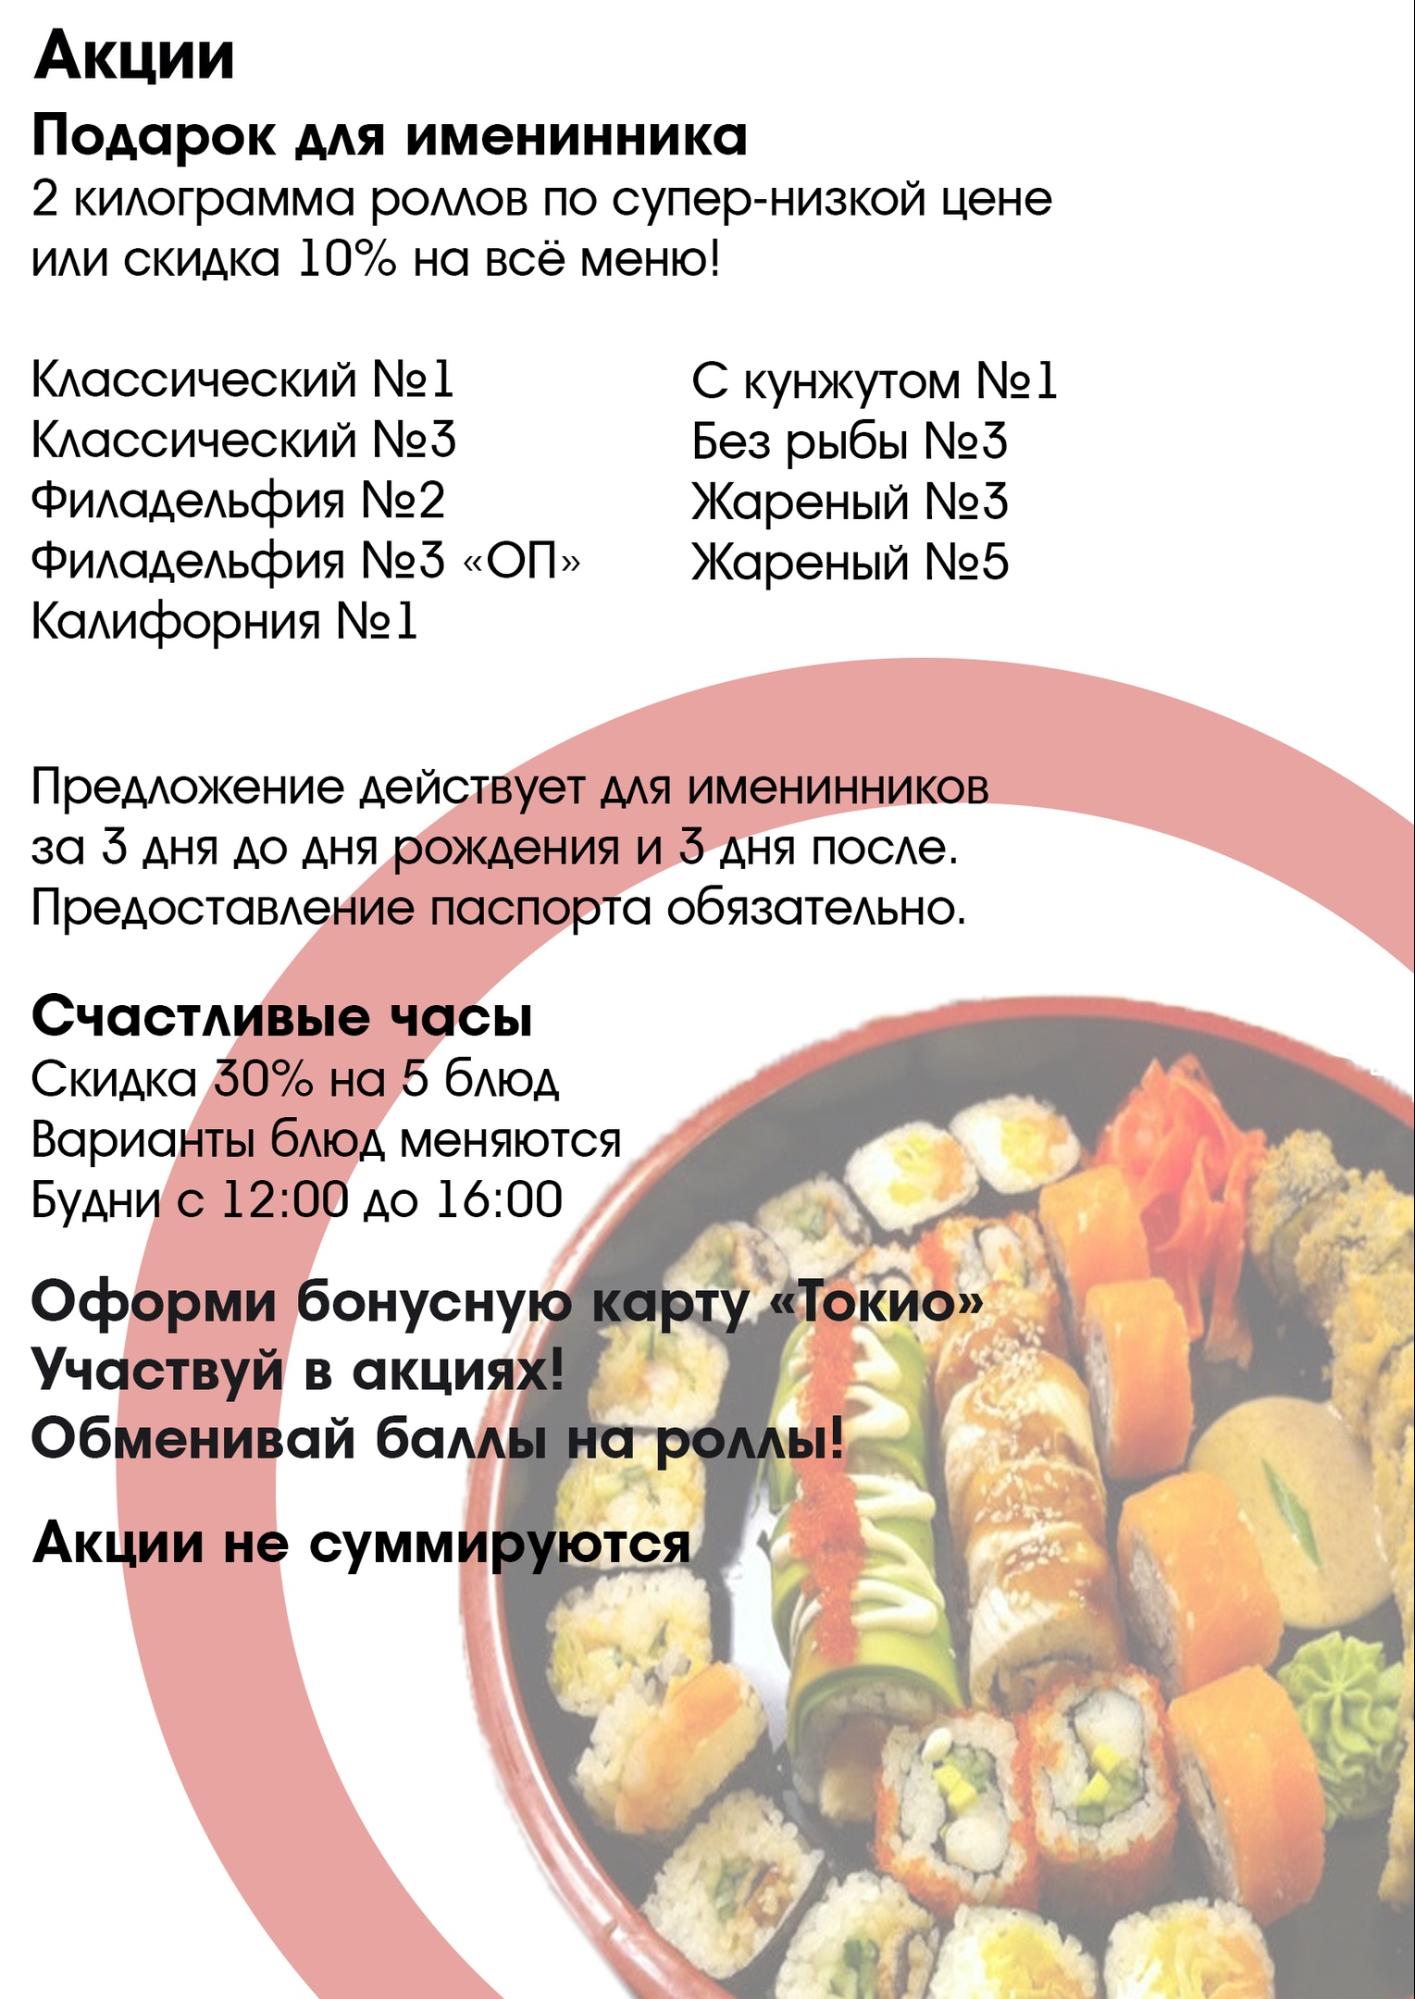 Акции
Подарок для именинника
2 килограмма роллов по супер-низкой цене
или скидка 10% на всё меню!
Классический №1
Классический №3
Филадельфия №2
Филадельфия №3 «ОП»
Калифорния №1
С кунжутом №1
Без рыбы №3
Жареный №3
Жареный №5
Предложение действует для именинников
за 3 дня до дня рождения и 3 дня после.
Предоставление паспорта обязательно.
Счастливые часы
Скидка 30% на 5 блюд
Варианты блюд меняются
Будни с 12:00 до 16:00
Оформи бонусную карту «Токио»
Участвуй в акциях!
Обменивай баллы на роллы!
Акции не суммируются